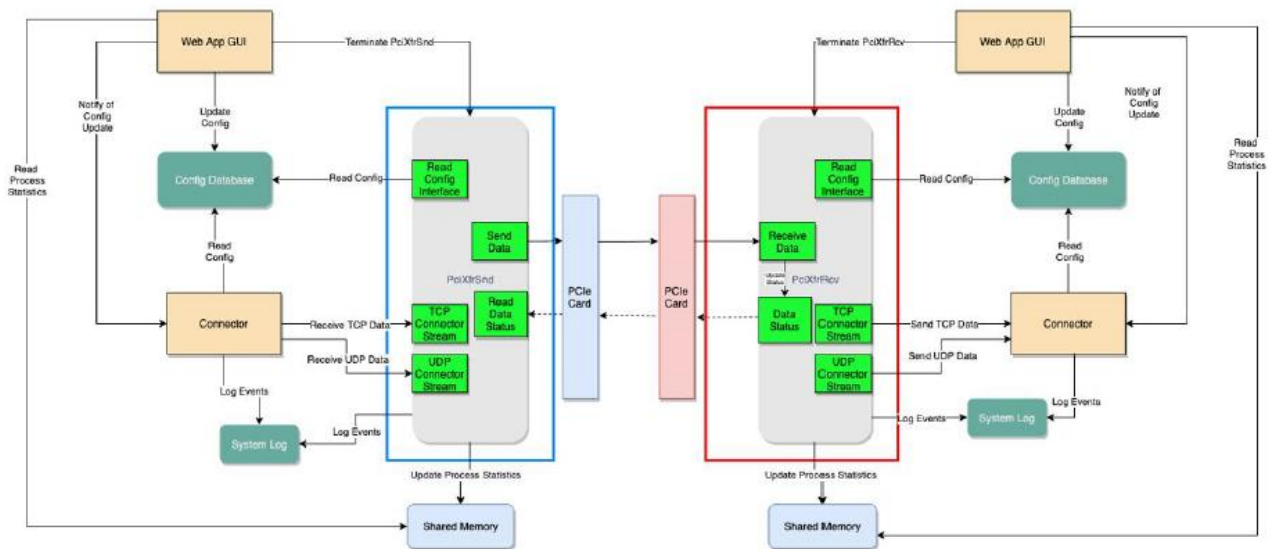 Web App GUI
Terminate PciXfrSnd
Terminate PciXfrRcv
Web App GUI
Notify of
Config
Update
Update
Config
Update
Config
Notify of
Config
Update
Read
Process
Statistics
Read
Process
Statistics
Config Database
Read Config
Read
Config
Interface
Read
Config
Interface
Read Config
Config Database
Read
Config
Send
Data
Receive
Data
Read
Config
PciXfrSnd
Update
Status
PciXfrRcv
PCIe
Card
PCIe
Card
Connector
Receive TCP Data
TCP
Connector
Stream
Read
Data
Status
Data
Status
TCP
Connector
Stream
Send TCP Data
Connector
Receive UDP Data
UDP
Connector
Stream
UDP
Connector
Stream
Send UDP Data
Log Events
Log Events
System Log
Log Events
Log Events
System Log
Update Process Statistics
Update Process Statistics
Shared Memory
Shared Memory